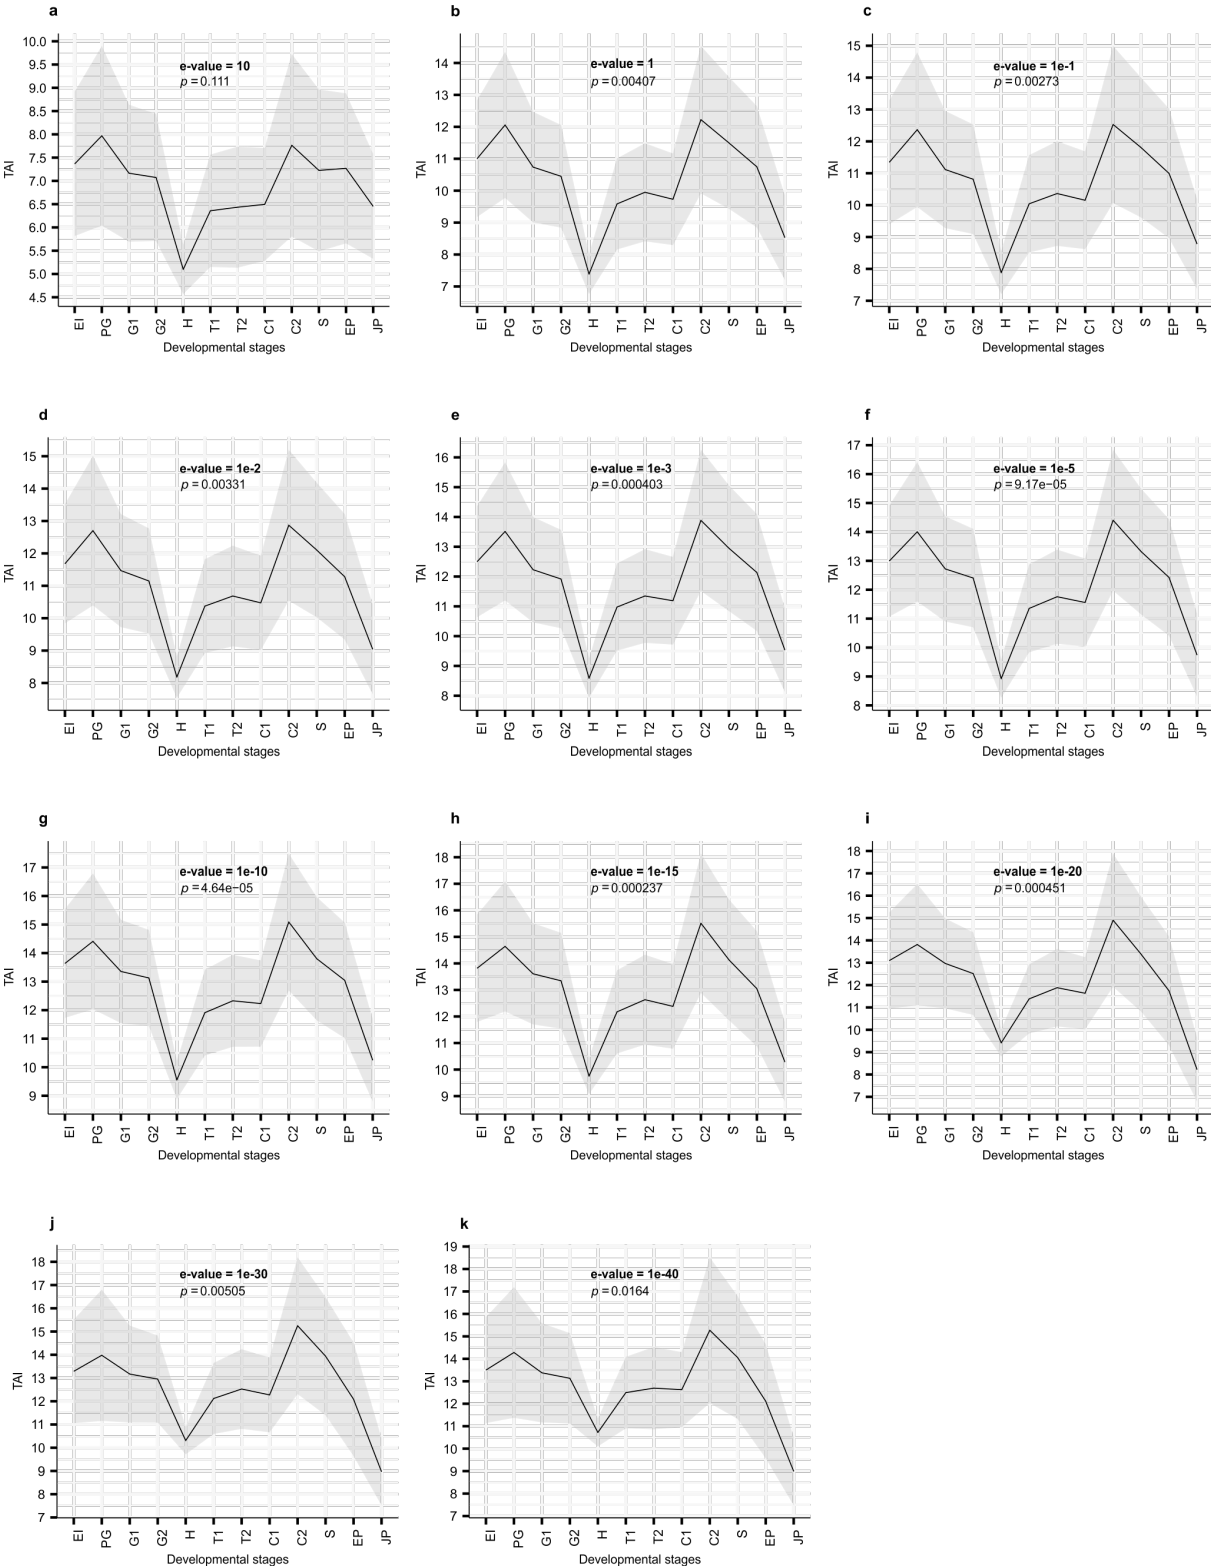 a
e-value = 10
p = 0.111
TAI
10.0
9.5
9.0
8.5
8.0
7.5
7.0
6.5
6.0
5.5
5.0
4.5
EI PG G1 G2 H T1 T2 C1 C2 S EP JP
Developmental stages
b
e-value = 1
p = 0.00407
TAI
14
13
12
11
10
9
8
7
EI PG G1 G2 H T1 T2 C1 C2 S EP JP
Developmental stages
c
e-value = 1e-1
p = 0.00273
TAI
15
14
13
12
11
10
9
8
7
EI PG G1 G2 H T1 T2 C1 C2 S EP JP
Developmental stages
d
e-value = 1e-2
p = 0.00331
TAI
15
14
13
12
11
10
9
8
EI PG G1 G2 H T1 T2 C1 C2 S EP JP
Developmental stages
e
e-value = 1e-3
p = 0.000403
TAI
16
15
14
13
12
11
10
9
8
EI PG G1 G2 H T1 T2 C1 C2 S EP JP
Developmental stages
f
e-value = 1e-5
p = 9.17e−05
TAI
17
16
15
14
13
12
11
10
9
8
EI PG G1 G2 H T1 T2 C1 C2 S EP JP
Developmental stages
g
e-value = 1e-10
p = 4.64e−05
TAI
17
16
15
14
13
12
11
10
9
EI PG G1 G2 H T1 T2 C1 C2 S EP JP
Developmental stages
h
e-value = 1e-15
p = 0.000237
TAI
18
17
16
15
14
13
12
11
10
9
EI PG G1 G2 H T1 T2 C1 C2 S EP JP
Developmental stages
i
e-value = 1e-20
p = 0.000451
TAI
18
17
16
15
14
13
12
11
10
9
8
7
EI PG G1 G2 H T1 T2 C1 C2 S EP JP
Developmental stages
j
e-value = 1e-30
p = 0.00505
TAI
18
17
16
15
14
13
12
11
10
9
8
7
EI PG G1 G2 H T1 T2 C1 C2 S EP JP
Developmental stages
k
e-value = 1e-40
p = 0.0164
TAI
19
18
17
16
15
14
13
12
11
10
9
8
7
EI PG G1 G2 H T1 T2 C1 C2 S EP JP
Developmental stages